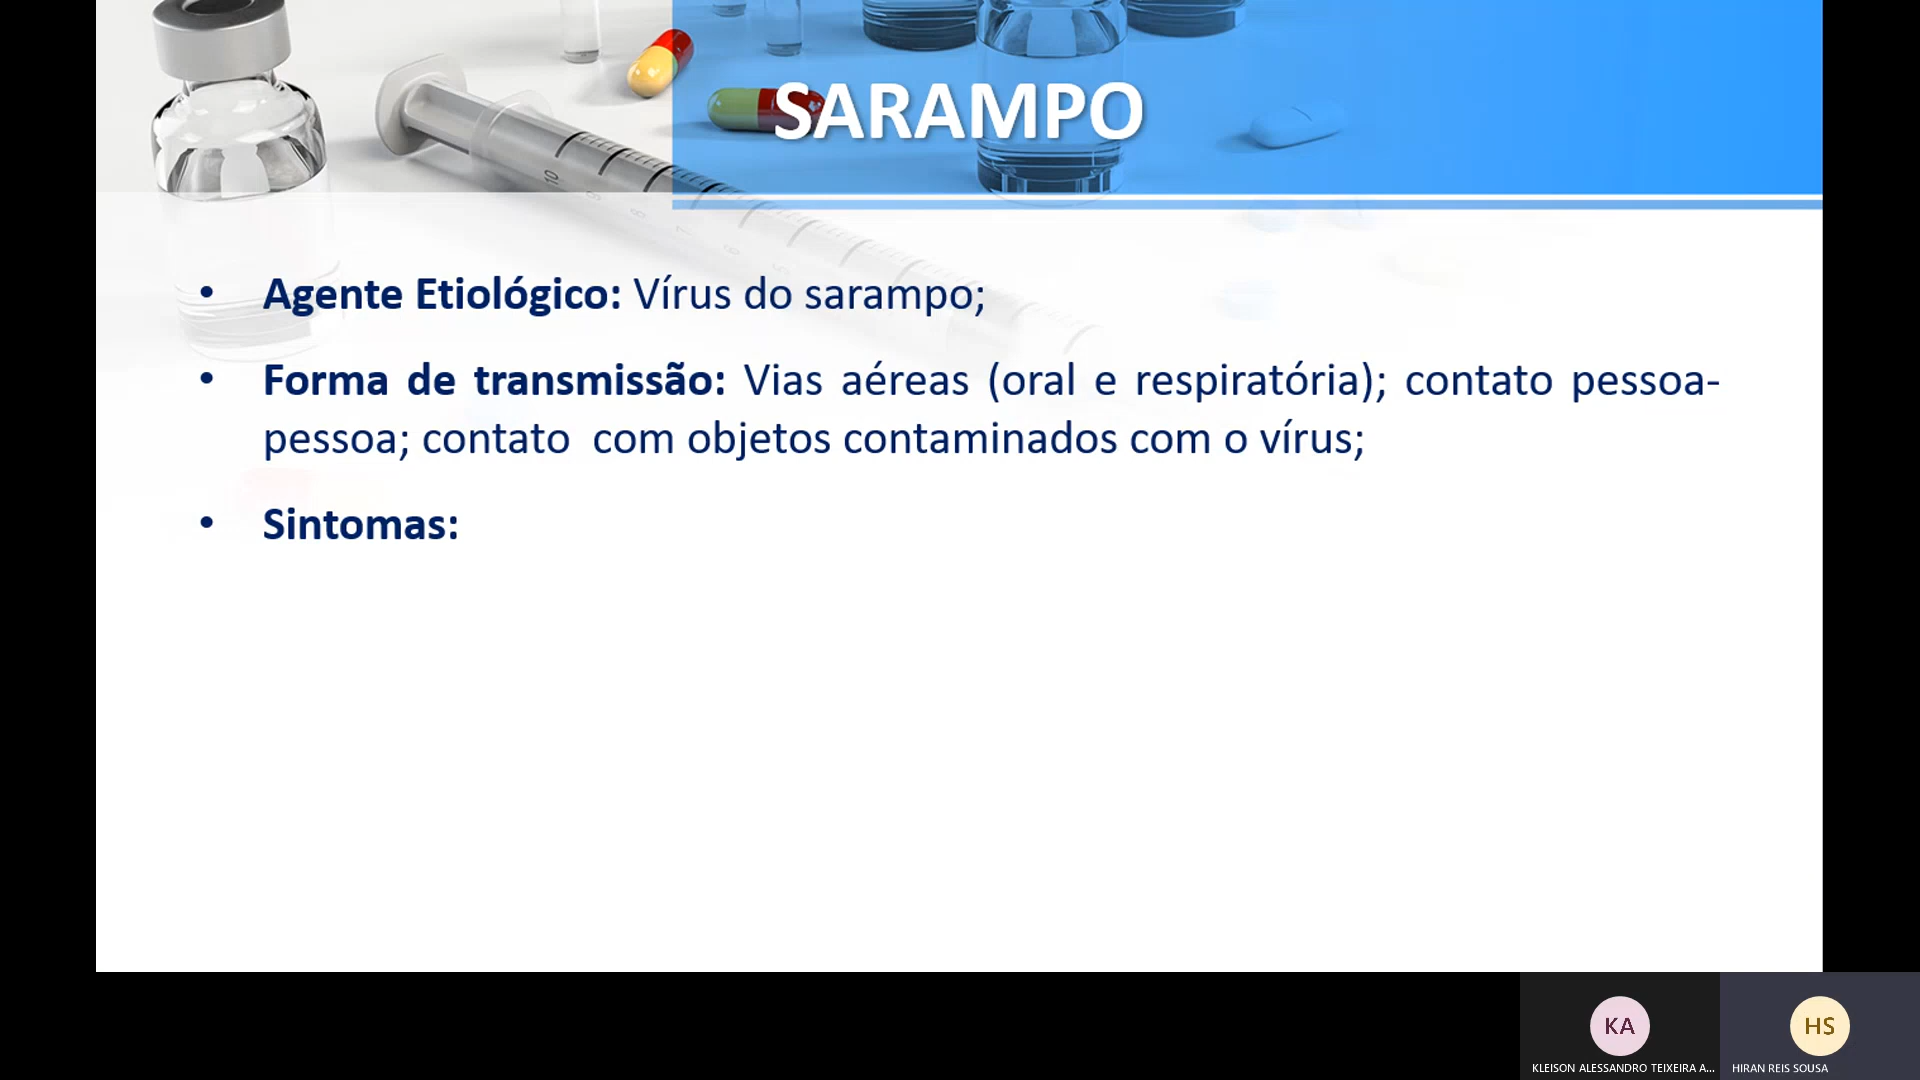 SARAMPO
• Agente Etiológico: Vírus do sarampo;
• Forma de transmissão: Vias aéreas (oral e respiratória); contato pessoa-
pessoa; contato  com objetos contaminados com o vírus;
• Sintomas:
10
KA
HS
KLEISON ALESSANDRO TEIXEIRA A...
HIRAN REIS SOUSA